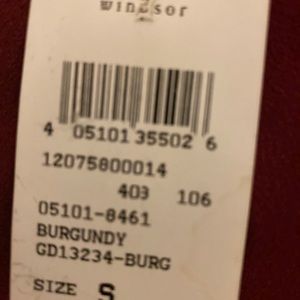 windsor
4 05101 35502 6
12075800014
403 106
05101-8461
BURGUNDY
GD13234-BURG
SIZE S